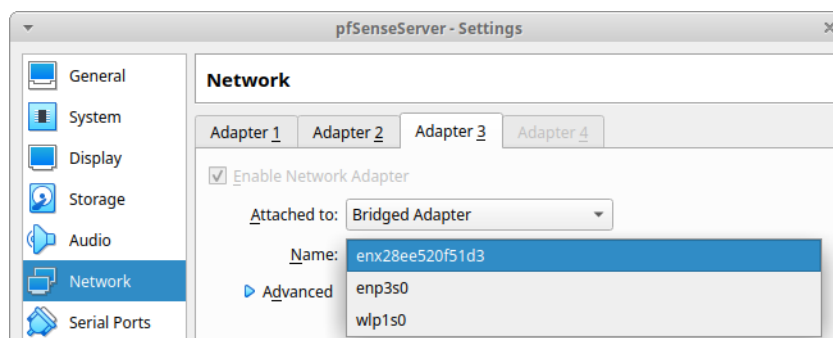 pfSenseServer - Settings
General
System
Display
Storage
Audio
Network
Serial Ports
Network
Adapter 1 Adapter 2 Adapter 3 Adapter 4
Enable Network Adapter
Attached to: Bridged Adapter
Name: enx28ee520f51d3
enp3s0
Advanced
wlp1s0